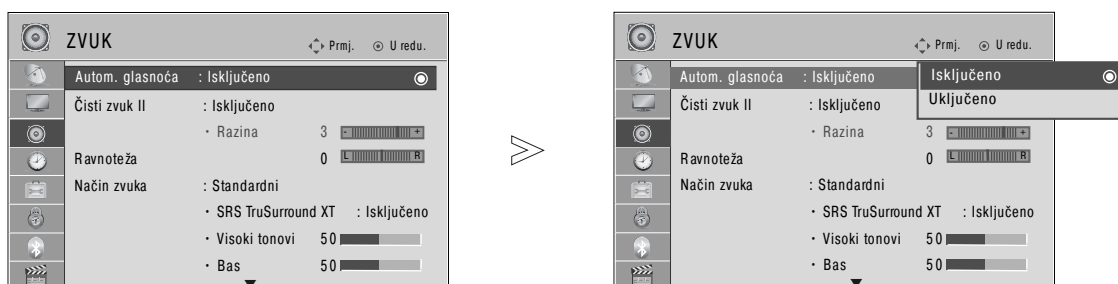 ZVUK Prmj. U redu.
Autom. glasnoća : Isključeno
Čisti zvuk II : Isključeno
• Razina 3 - +
Ravnoteža 0 L R
Način zvuka : Standardni
• SRS TruSurround XT : Isključeno
• Visoki tonovi 50
• Bas 50
ZVUK Prmj. U redu.
Autom. glasnoća : Isključeno
Isključeno
Uključeno
Čisti zvuk II : Isključeno
• Razina 3 - +
Ravnoteža 0 L R
Način zvuka : Standardni
• SRS TruSurround XT : Isključeno
• Visoki tonovi 50
• Bas 50